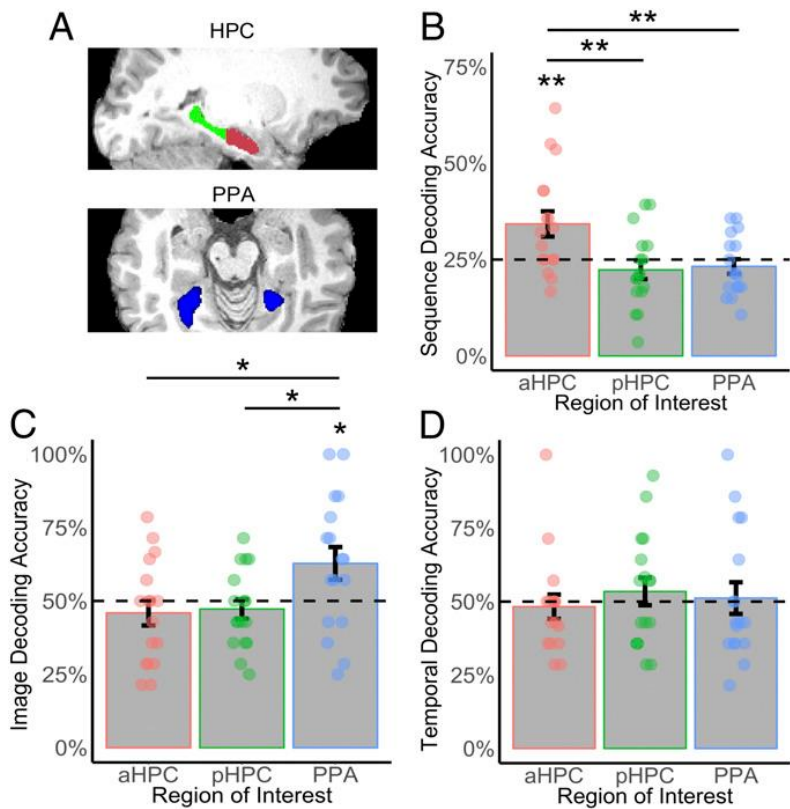 A
HPC
PPA
B
**
**
**
75%
50%
25%
0%
Sequence Decoding Accuracy
aHPC pHPC PPA
Region of Interest
C
*
*
*
100%
75%
50%
25%
0%
Image Decoding Accuracy
aHPC pHPC PPA
Region of Interest
D
100%
75%
50%
25%
0%
Temporal Decoding Accuracy
aHPC pHPC PPA
Region of Interest